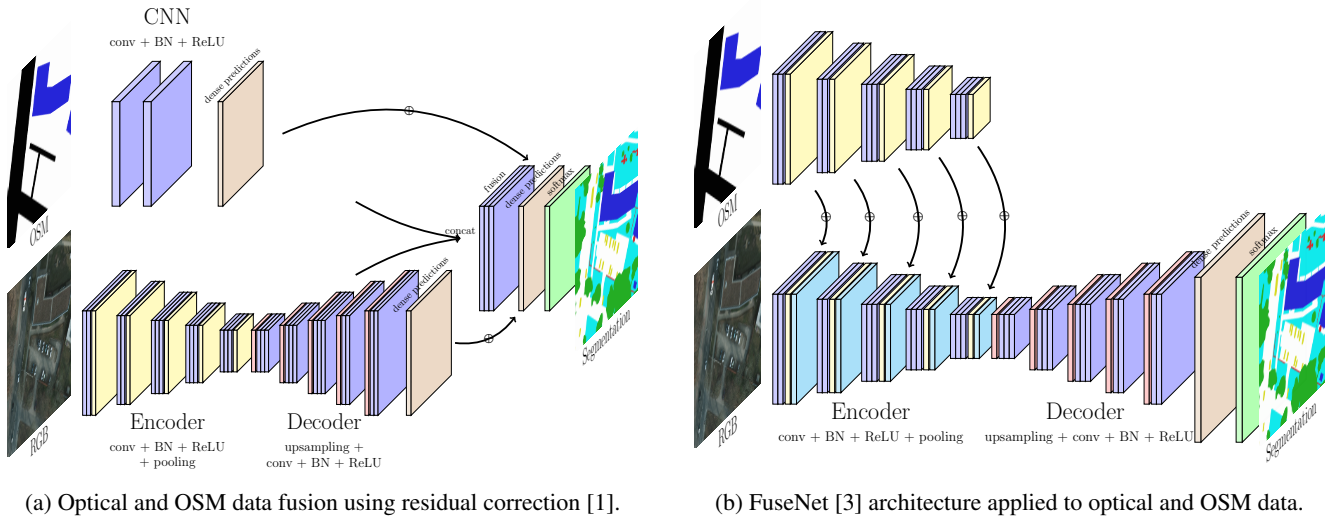 CNN
conv + BN + ReLU
dense predictions
OSM
⊕
fusion
dense predictions
softmax
concat
dense predictions
⊕
Encoder
conv + BN + ReLU
+ pooling
Decoder
upsampling +
conv + BN + ReLU
RGB
Segmentation
(a) Optical and OSM data fusion using residual correction [1].
OSM
⊕ ⊕ ⊕ ⊕ ⊕
dense predictions
softmax
Encoder
conv + BN + ReLU + pooling
Decoder
upsampling + conv + BN + ReLU
RGB
Segmentation
(b) FuseNet [3] architecture applied to optical and OSM data.